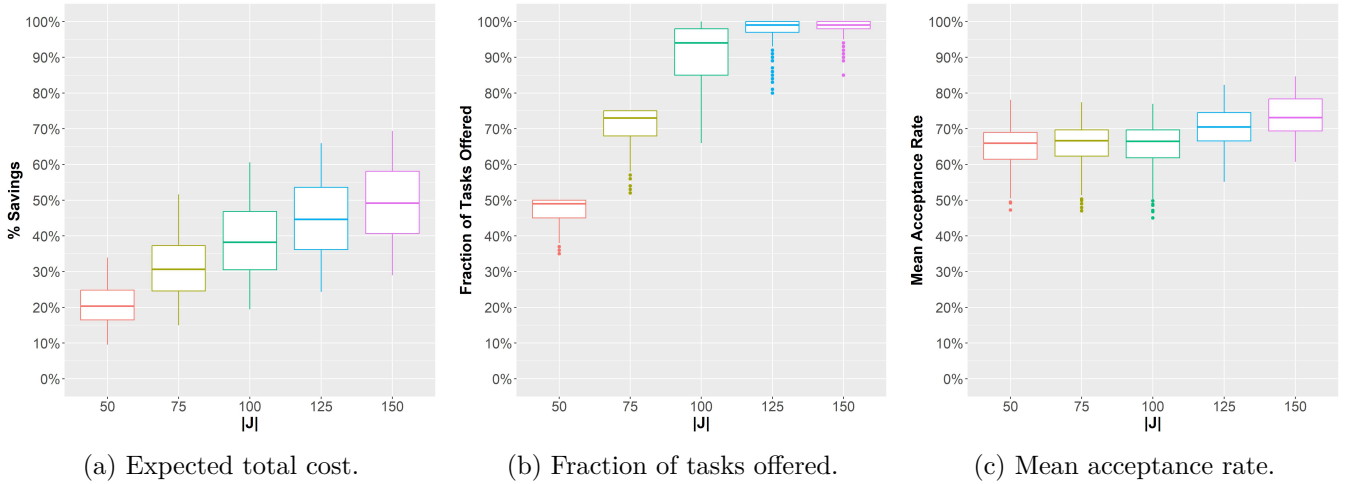 % Savings
100%
90%
80%
70%
60%
50%
40%
30%
20%
10%
0%
50 75 100 125 150
|J|
(a) Expected total cost.
Fraction of Tasks Offered
100%
90%
80%
70%
60%
50%
40%
30%
20%
10%
0%
50 75 100 125 150
|J|
(b) Fraction of tasks offered.
Mean Acceptance Rate
100%
90%
80%
70%
60%
50%
40%
30%
20%
10%
0%
50 75 100 125 150
|J|
(c) Mean acceptance rate.